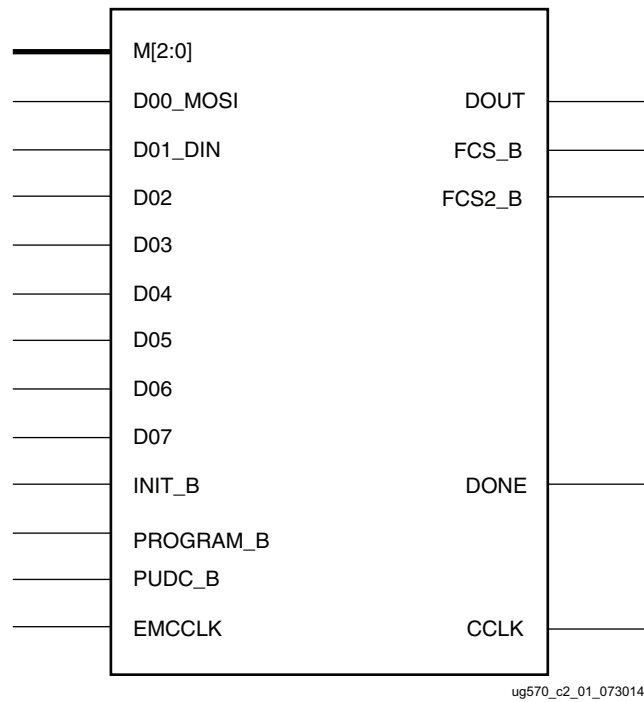 M[2:0]
D00_MOSI DOUT
D01_DIN FCS_B
D02 FCS2_B
D03
D04
D05
D06
D07
INIT_B DONE
PROGRAM_B
PUDC_B
EMCCLK CCLK
ug570_c2_01_073014